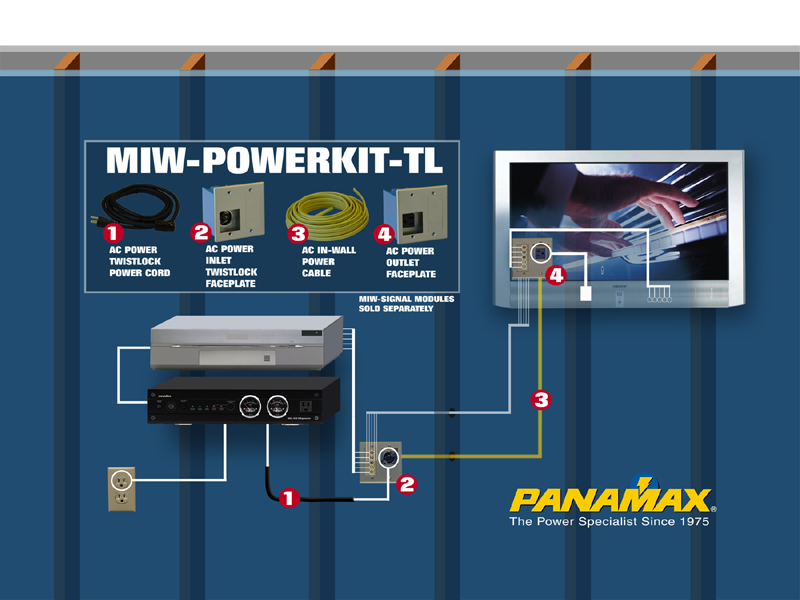 MIW-POWERKIT-TL
1
AC POWER
TWISTLOCK
POWER CORD
2
AC POWER
INLET
TWISTLOCK
FACEPLATE
3
AC IN-WALL
POWER
CABLE
4
AC POWER
OUTLET
FACEPLATE
MIW-SIGNAL MODULES
SOLD SEPARATELY
4
3
2
1
PANAMAX®
The Power Specialist Since 1975